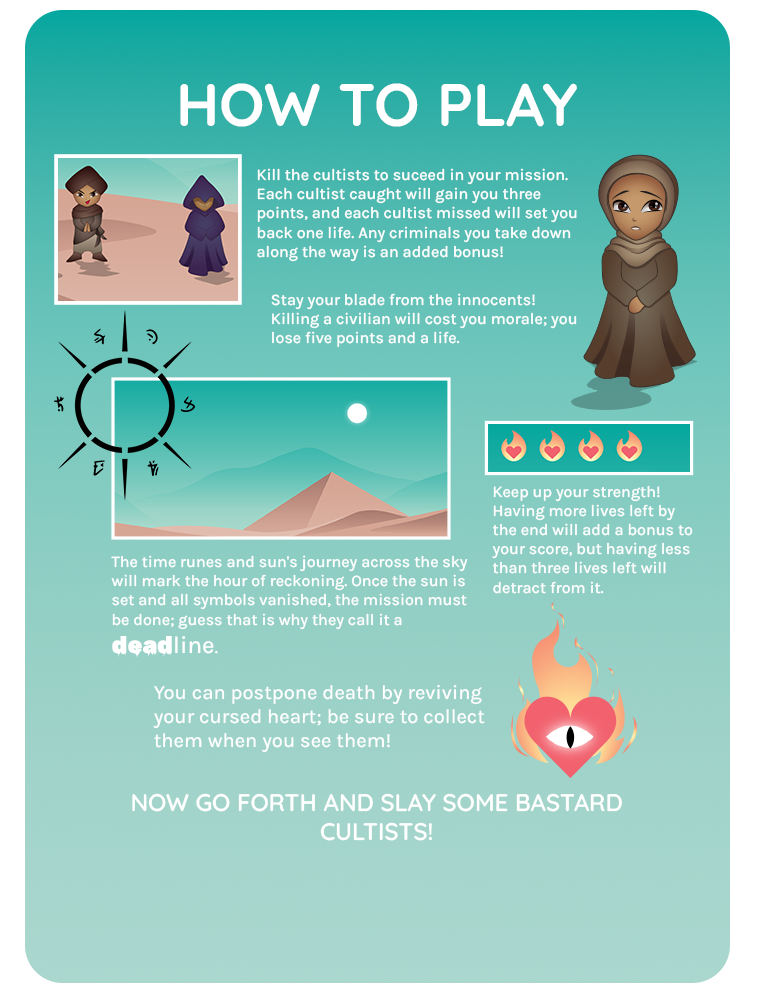 HOW TO PLAY
Kill the cultists to suceed in your mission.
Each cultist caught will gain you three
points, and each cultist missed will set you
back one life. Any criminals you take down
along the way is an added bonus!
Stay your blade from the innocents!
Killing a civilian will cost you morale; you
lose five points and a life.
Keep up your strength!
Having more lives left by
the end will add a bonus to
your score, but having less
than three lives left will
detract from it.
The time runes and sun's journey across the sky
will mark the hour of reckoning. Once the sun is
set and all symbols vanished, the mission must
be done; guess that is why they call it a
deadline.
You can postpone death by reviving
your cursed heart; be sure to collect
them when you see them!
NOW GO FORTH AND SLAY SOME BASTARD
CULTISTS!